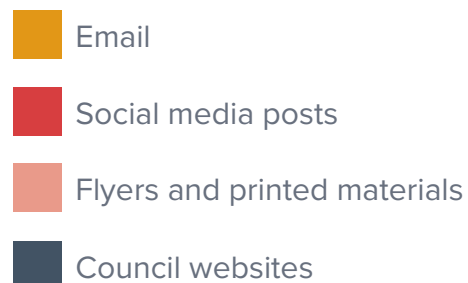 Email
Social media posts
Flyers and printed materials
Council websites